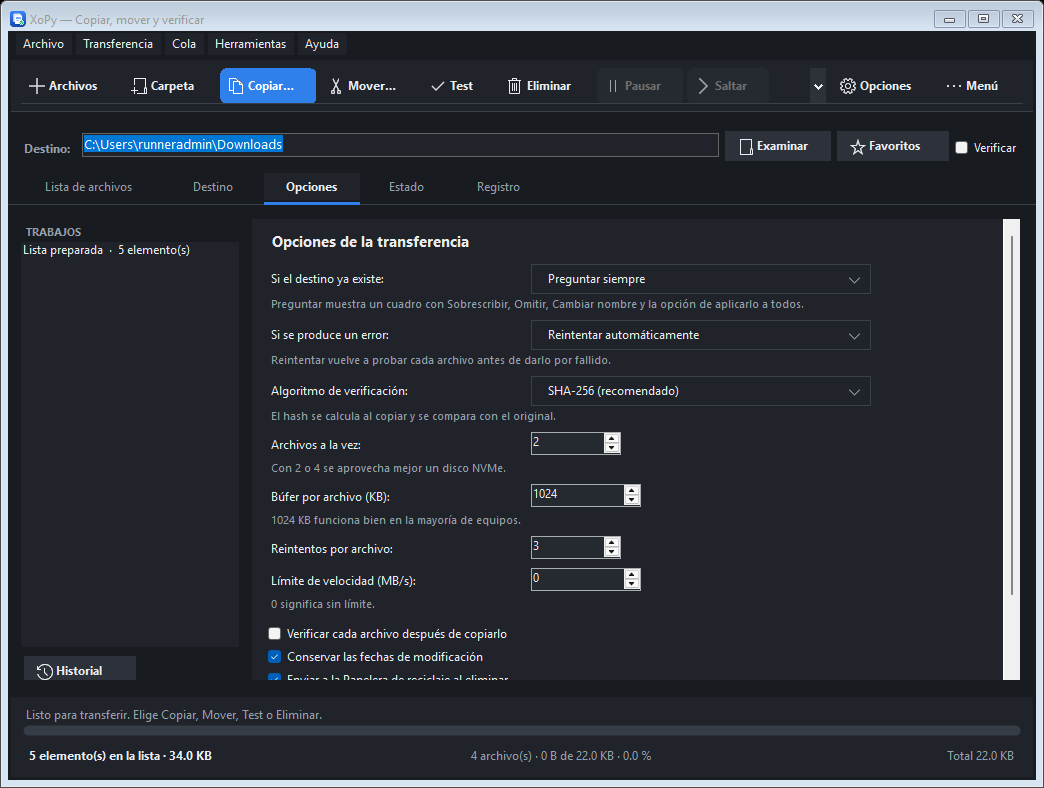 XoPy — Copiar, mover y verificar
Archivo Transferencia Cola Herramientas Ayuda
Archivos Carpeta Copiar... Mover... Test Eliminar Pausar Saltar Opciones ··· Menú
Destino: C:\Users\runneradmin\Downloads Examinar Favoritos Verificar
Lista de archivos Destino Opciones Estado Registro
TRABAJOS
Lista preparada · 5 elemento(s)
Opciones de la transferencia
Si el destino ya existe: Preguntar siempre
Preguntar muestra un cuadro con Sobrescribir, Omitir, Cambiar nombre y la opción de aplicarlo a todos.
Si se produce un error: Reintentar automáticamente
Reintentar vuelve a probar cada archivo antes de darlo por fallido.
Algoritmo de verificación: SHA-256 (recomendado)
El hash se calcula al copiar y se compara con el original.
Archivos a la vez: 2
Con 2 o 4 se aprovecha mejor un disco NVMe.
Búfer por archivo (KB): 1024
1024 KB funciona bien en la mayoría de equipos.
Reintentos por archivo: 3
Límite de velocidad (MB/s): 0
0 significa sin límite.
Verificar cada archivo después de copiarlo
Conservar las fechas de modificación
Enviar a la Papelera de reciclaje al eliminar
Historial
Listo para transferir. Elige Copiar, Mover, Test o Eliminar.
5 elemento(s) en la lista · 34.0 KB 4 archivo(s) · 0 B de 22.0 KB · 0.0 % Total 22.0 KB